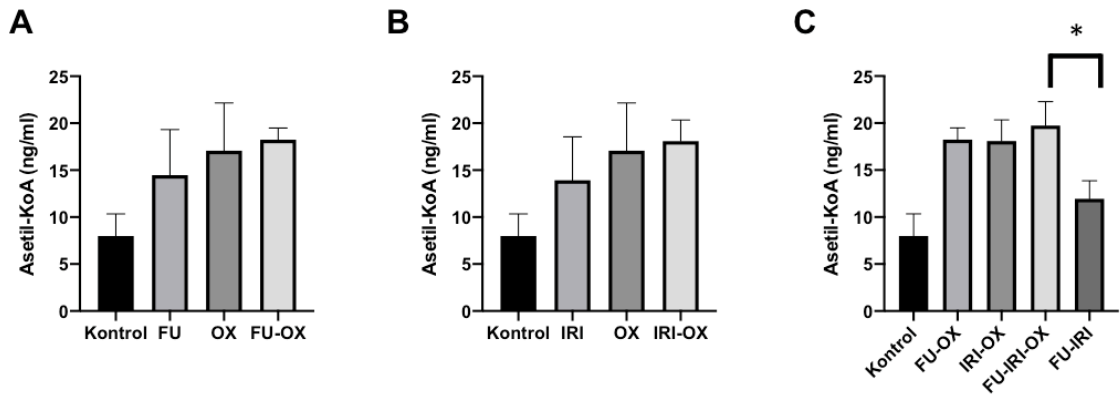 A
Asetil-KoA (ng/ml)
25
20
15
10
5
0
Kontrol FU OX FU-OX
B
Asetil-KoA (ng/ml)
25
20
15
10
5
0
Kontrol IRI OX IRI-OX
C
*
Asetil-KoA (ng/ml)
25
20
15
10
5
0
Kontrol
FU-OX
IRI-OX
FU-IRI-OX
FU-IRI